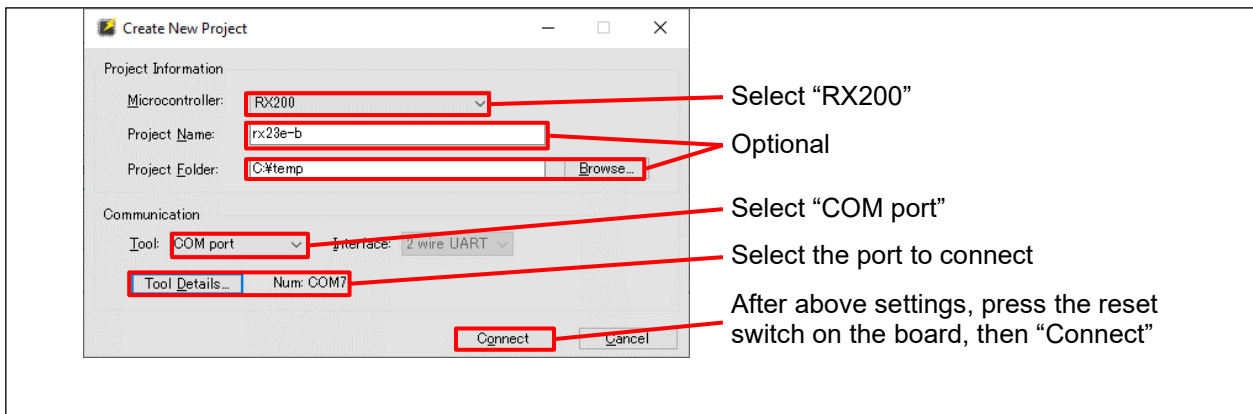 Create New Project
Project Information
Microcontroller: RX200
Select “RX200”
Project Name: rx23e-b
Optional
Project Folder: C:¥temp Browse...
Communication
Select “COM port”
Tool: COM port Interface: 2 wire UART
Select the port to connect
Tool Details... Num: COM7
After above settings, press the reset
switch on the board, then “Connect”
Connect Cancel